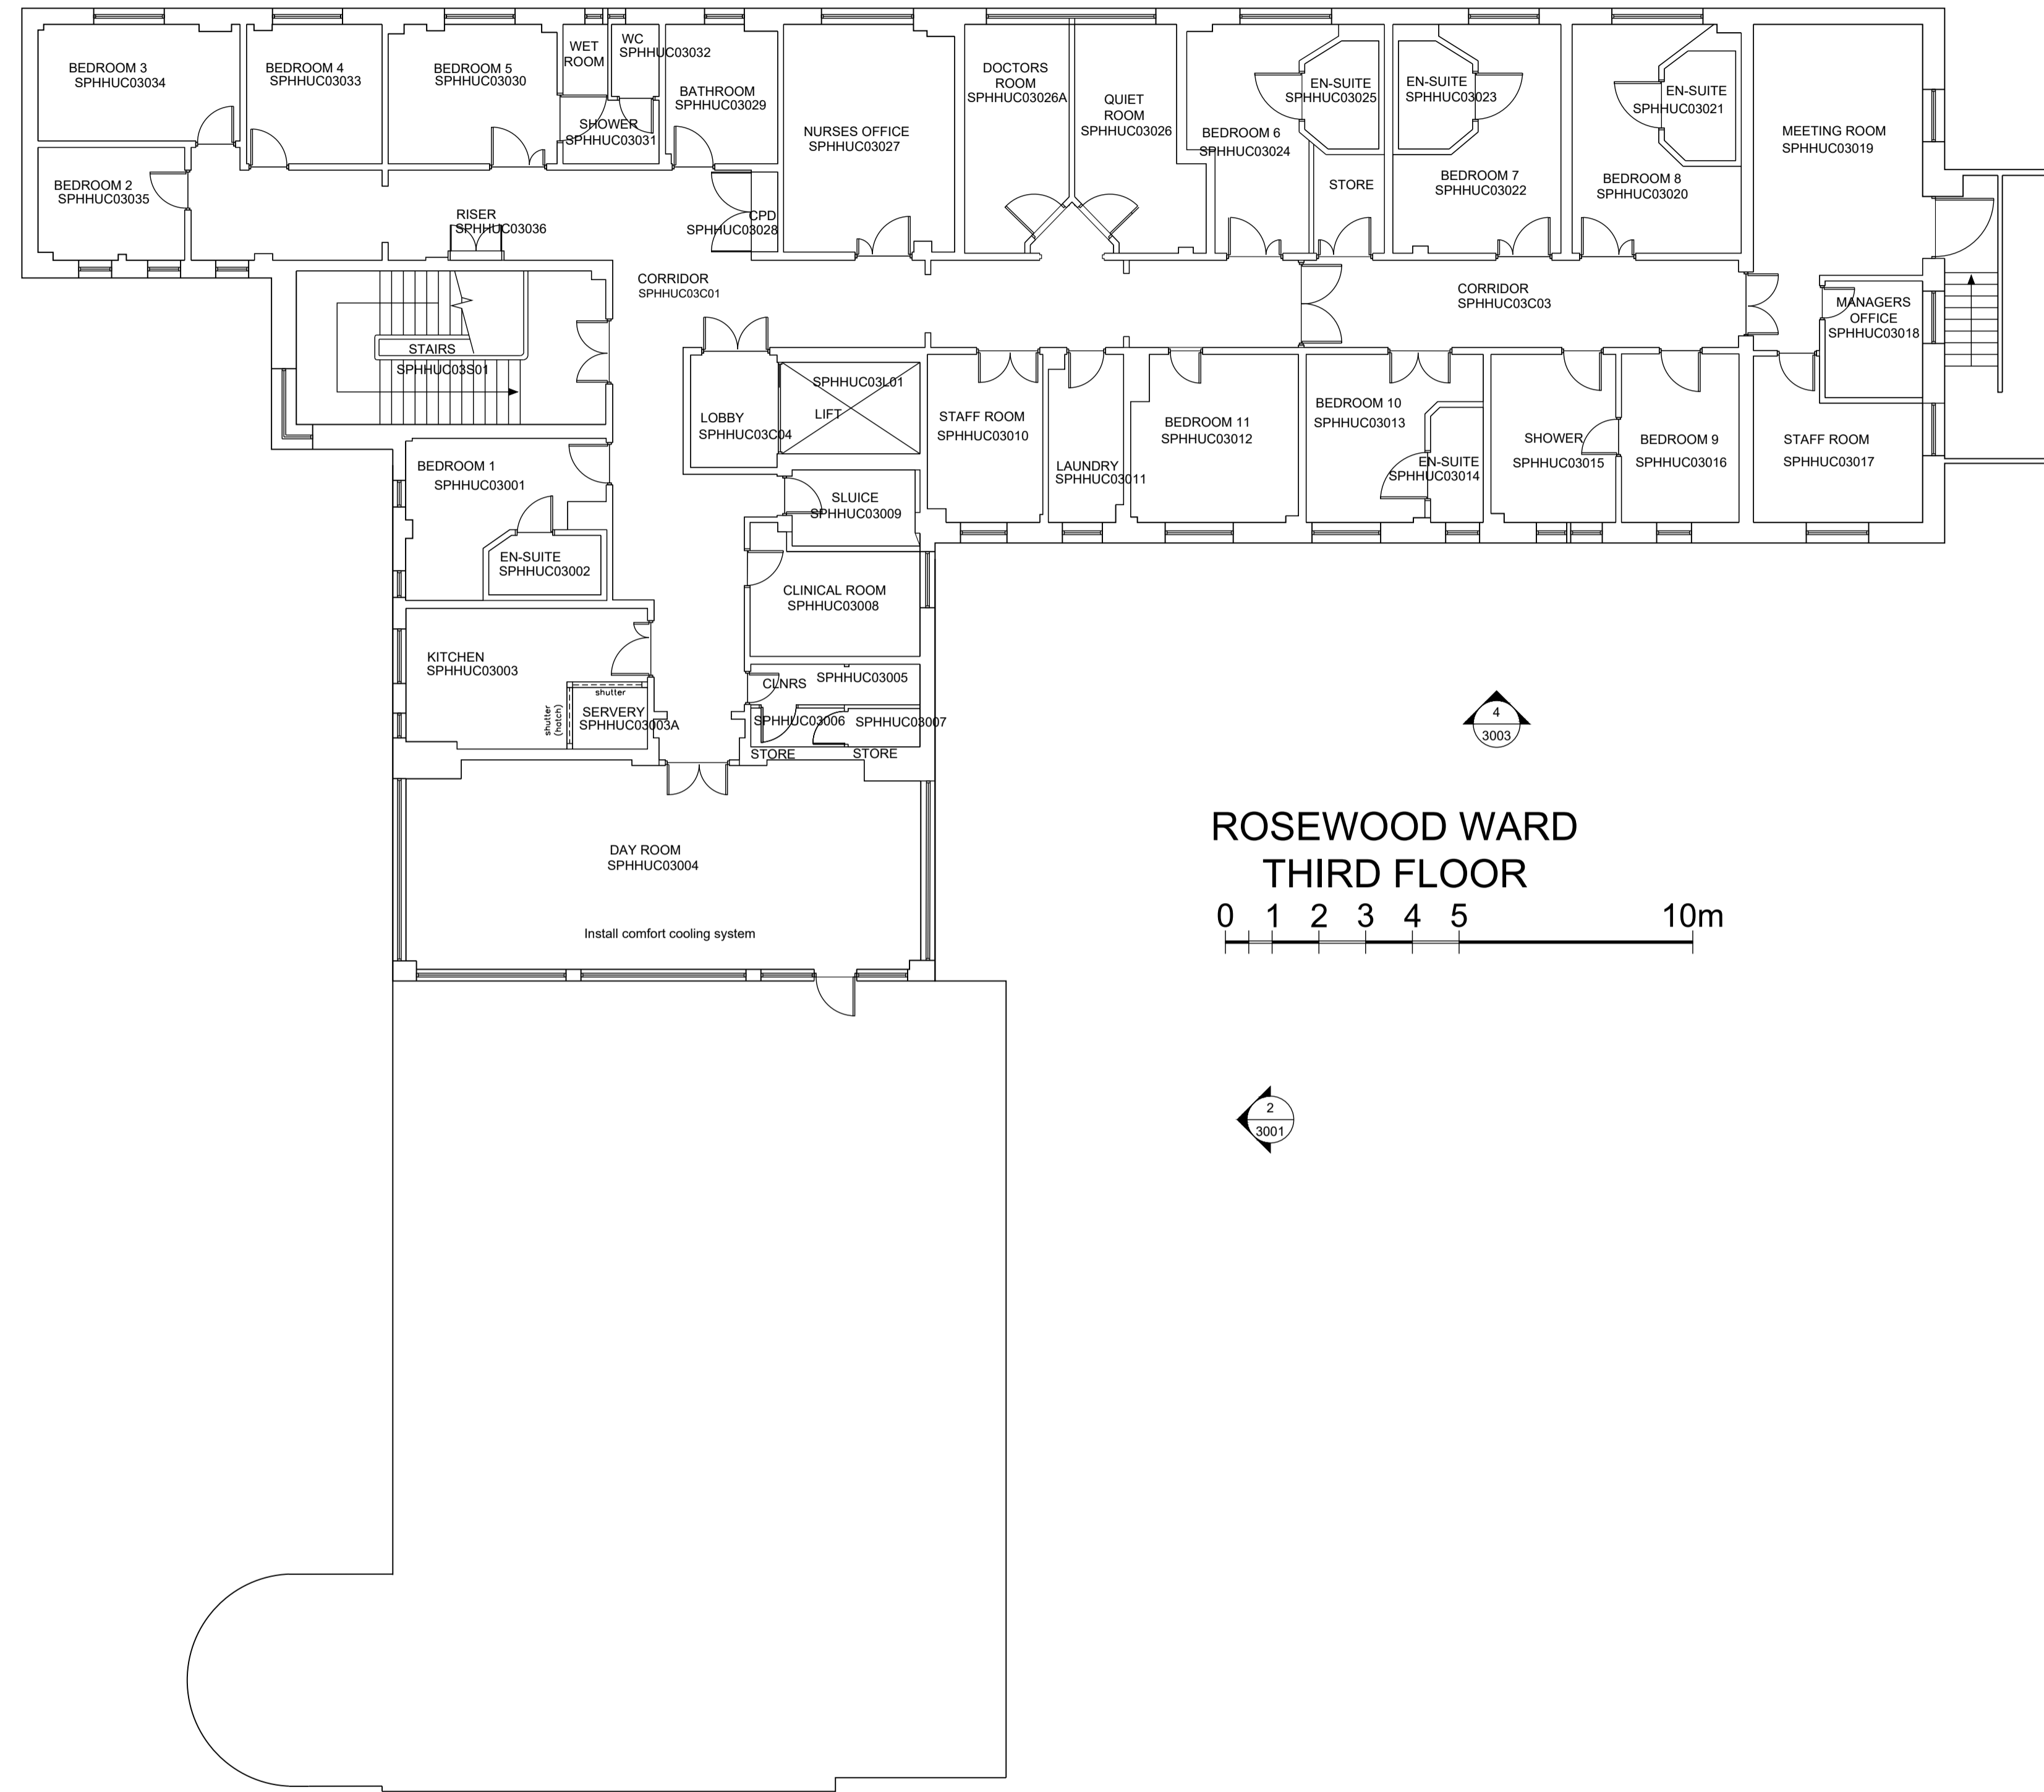 BEDROOM 3
SPHHUC03034
BEDROOM 4
SPHHUC03033
BEDROOM 5
SPHHUC03030
WET
ROOM
WC
SPHHUC03032
SHOWER
SPHHUC03031
BATHROOM
SPHHUC03029
NURSES OFFICE
SPHHUC03027
DOCTORS
ROOM
SPHHUC03026A
QUIET
ROOM
SPHHUC03026
BEDROOM 6
SPHHUC03024
EN-SUITE
SPHHUC03025
STORE
EN-SUITE
SPHHUC03023
BEDROOM 7
SPHHUC03022
EN-SUITE
SPHHUC03021
BEDROOM 8
SPHHUC03020
MEETING ROOM
SPHHUC03019
BEDROOM 2
SPHHUC03035
RISER
SPHHUC03036
CPD
SPHHUC03028
CORRIDOR
SPHHUC03C01
CORRIDOR
SPHHUC03C03
MANAGERS
OFFICE
SPHHUC03018
STAIRS
SPHHUC03S01
LOBBY
SPHHUC03C04
SPHHUC03L01
LIFT
STAFF ROOM
SPHHUC03010
LAUNDRY
SPHHUC03011
BEDROOM 11
SPHHUC03012
BEDROOM 10
SPHHUC03013
EN-SUITE
SPHHUC03014
SHOWER
SPHHUC03015
BEDROOM 9
SPHHUC03016
STAFF ROOM
SPHHUC03017
BEDROOM 1
SPHHUC03001
EN-SUITE
SPHHUC03002
SLUICE
SPHHUC03009
CLINICAL ROOM
SPHHUC03008
KITCHEN
SPHHUC03003
shutter
shutter
(hatch)
SERVERY
SPHHUC03003A
CLNRS
SPHHUC03005
SPHHUC03006
SPHHUC03007
STORE
STORE
DAY ROOM
SPHHUC03004
Install comfort cooling system
4
3003
ROSEWOOD WARD
THIRD FLOOR
0 1 2 3 4 5 10m
2
3001